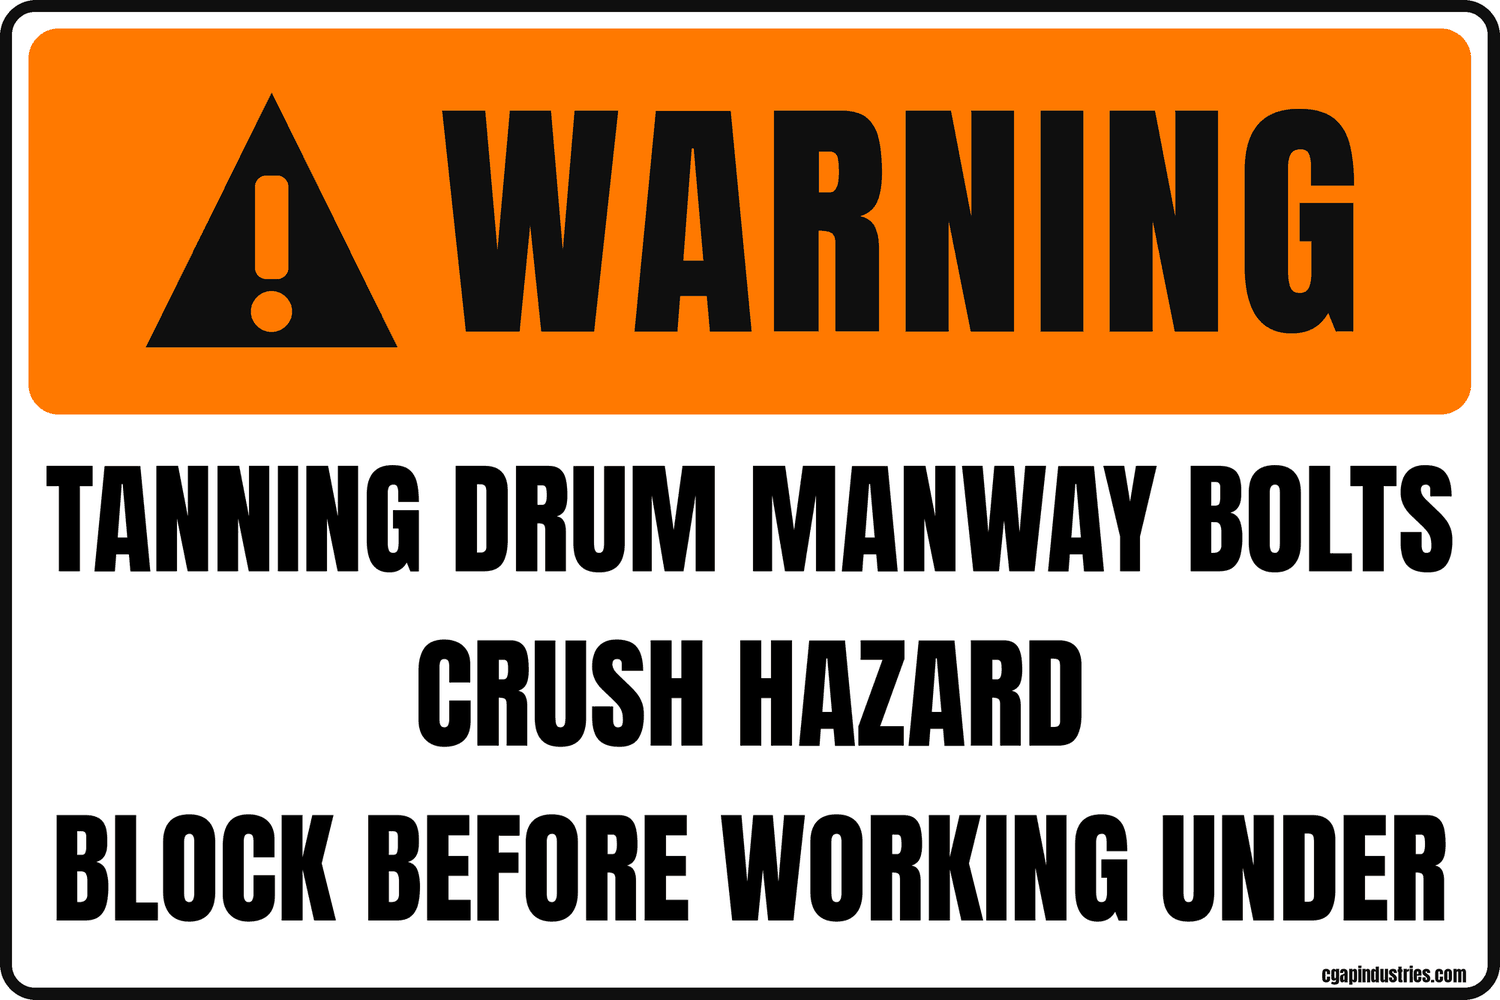 WARNING
TANNING DRUM MANWAY BOLTS
CRUSH HAZARD
BLOCK BEFORE WORKING UNDER
cgapindustries.com